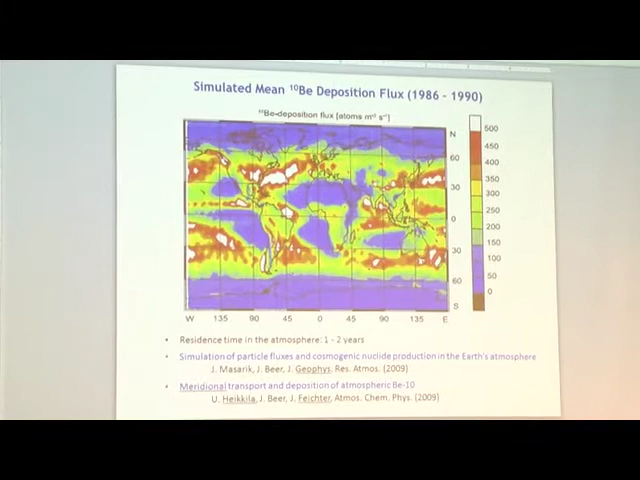 Simulated Mean ¹⁰Be Deposition Flux (1986 - 1990)
¹⁰Be-deposition flux [atoms m⁻² s⁻¹]
N
60
30
0
30
60
S
W 135 90 45 0 45 90 135 E
500
450
400
350
300
250
200
150
100
50
0
• Residence time in the atmosphere: 1 - 2 years
• Simulation of particle fluxes and cosmogenic nuclide production in the Earth's atmosphere
J. Masarik, J. Beer, J. Geophys. Res. Atmos. (2009)
• Meridional transport and deposition of atmospheric Be-10
U. Heikkila, J. Beer, J. Feichter, Atmos. Chem. Phys. (2009)